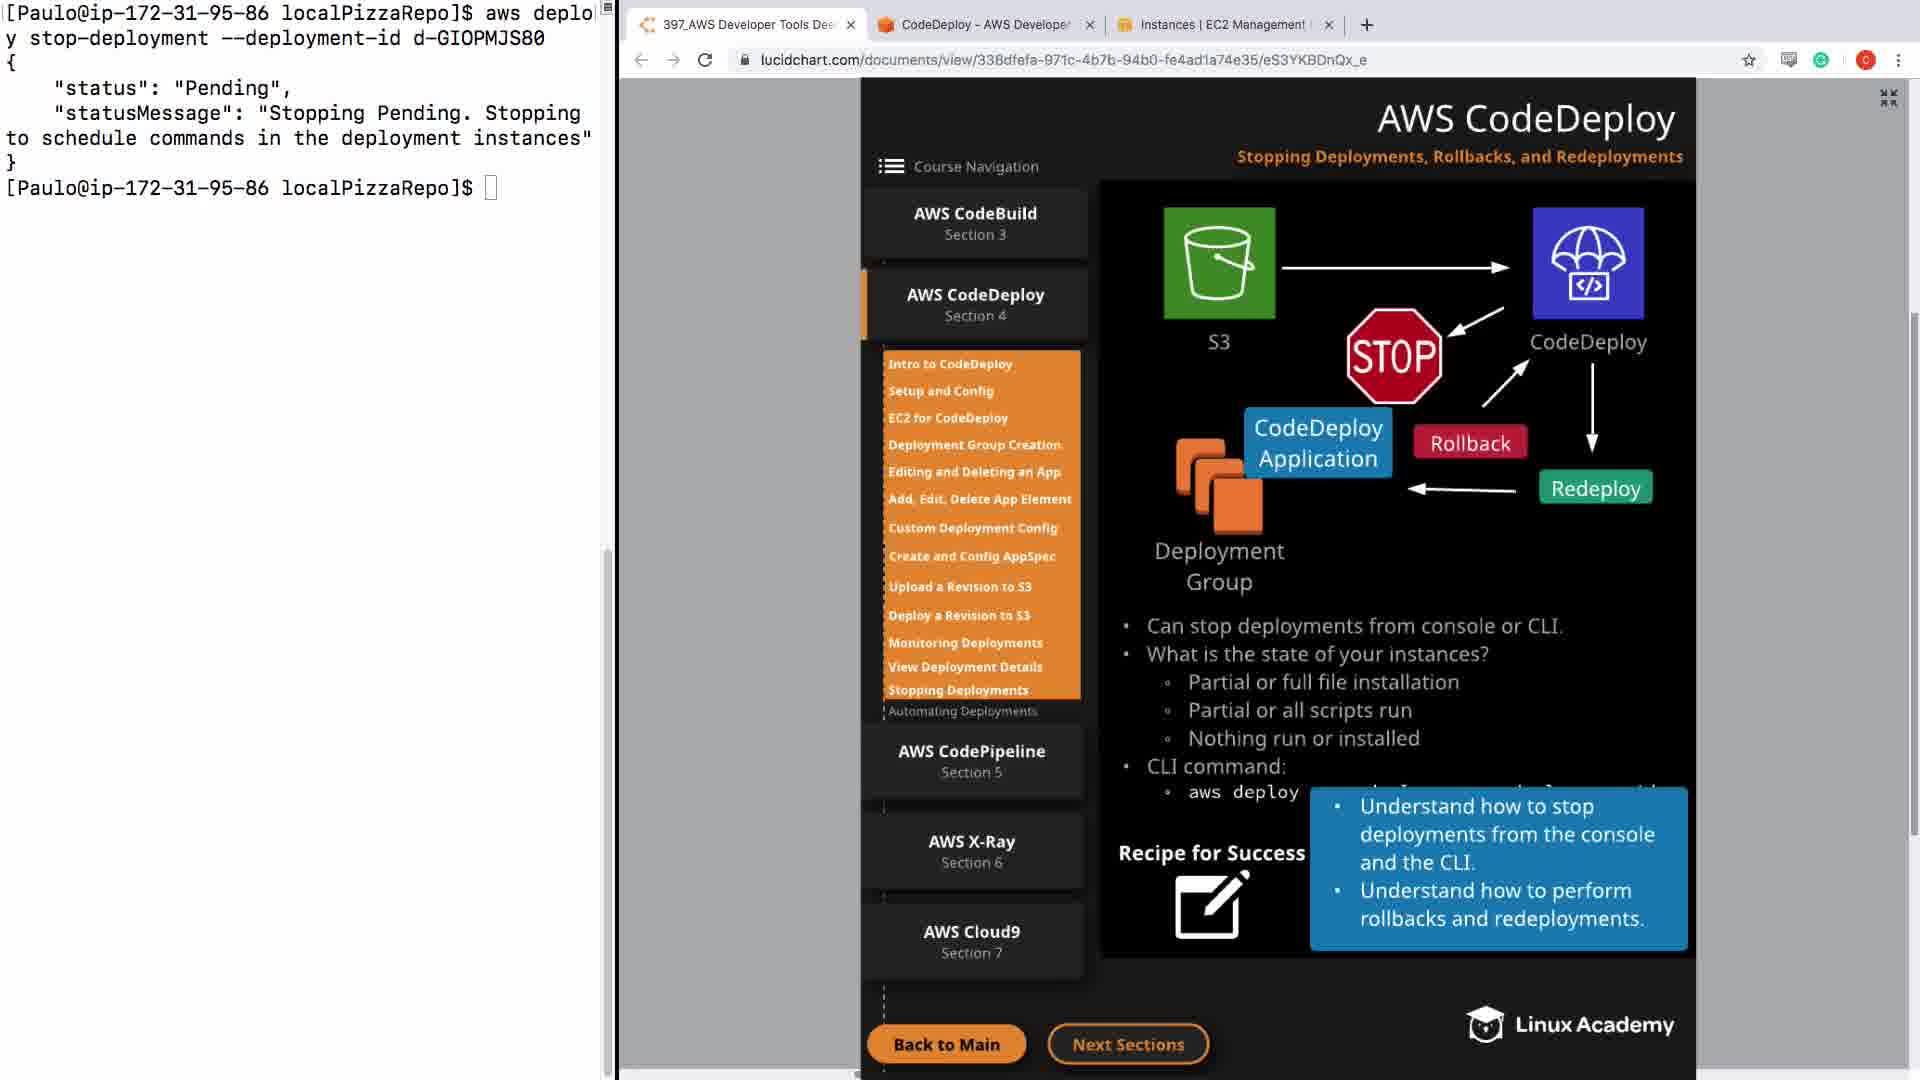 [Paulo@ip-172-31-95-86 localPizzaRepo]$ aws deplo
y stop-deployment --deployment-id d-GIOPMJS80
{
"status": "Pending",
"statusMessage": "Stopping Pending. Stopping
to schedule commands in the deployment instances"
}
[Paulo@ip-172-31-95-86 localPizzaRepo]$
397_AWS Developer Tools Dee
CodeDeploy - AWS Developer
Instances | EC2 Management
lucidchart.com/documents/view/338dfefa-971c-4b7b-94b0-fe4ad1a74e35/eS3YKBDnQx_e
C
AWS CodeDeploy
Stopping Deployments, Rollbacks, and Redeployments
Course Navigation
AWS CodeBuild
Section 3
AWS CodeDeploy
Section 4
Intro to CodeDeploy
Setup and Config
EC2 for CodeDeploy
Deployment Group Creation
Editing and Deleting an App
Add, Edit, Delete App Element
Custom Deployment Config
Create and Config AppSpec
Upload a Revision to S3
Deploy a Revision to S3
Monitoring Deployments
View Deployment Details
Stopping Deployments
Automating Deployments
AWS CodePipeline
Section 5
AWS X-Ray
Section 6
AWS Cloud9
Section 7
Back to Main
Next Sections
S3
CodeDeploy
STOP
CodeDeploy
Application
Rollback
Redeploy
Deployment
Group
• Can stop deployments from console or CLI.
• What is the state of your instances?
◦ Partial or full file installation
◦ Partial or all scripts run
◦ Nothing run or installed
• CLI command:
◦ aws deploy
Recipe for Success
• Understand how to stop
deployments from the console
and the CLI.
• Understand how to perform
rollbacks and redeployments.
Linux Academy